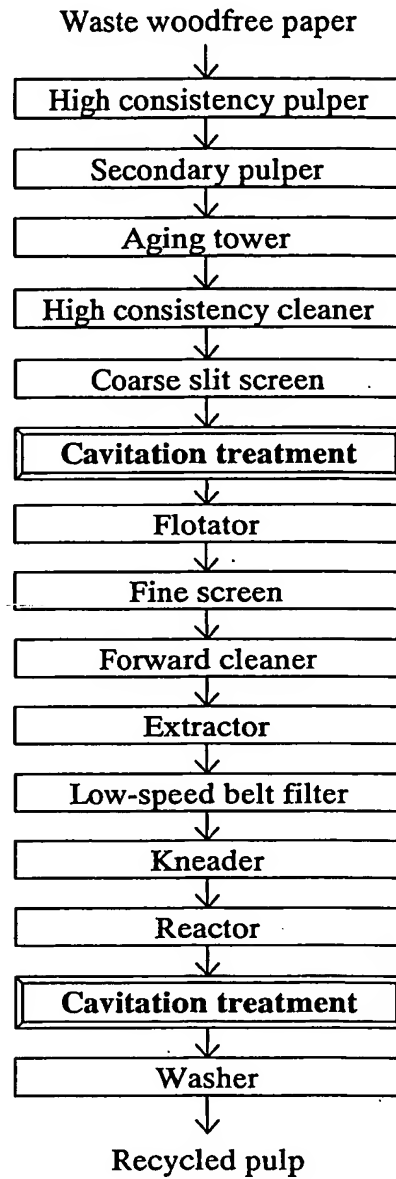 Waste woodfree paper
High consistency pulper
Secondary pulper
Aging tower
High consistency cleaner
Coarse slit screen
Cavitation treatment
Flotator
Fine screen
Forward cleaner
Extractor
Low-speed belt filter
Kneader
Reactor
Cavitation treatment
Washer
Recycled pulp